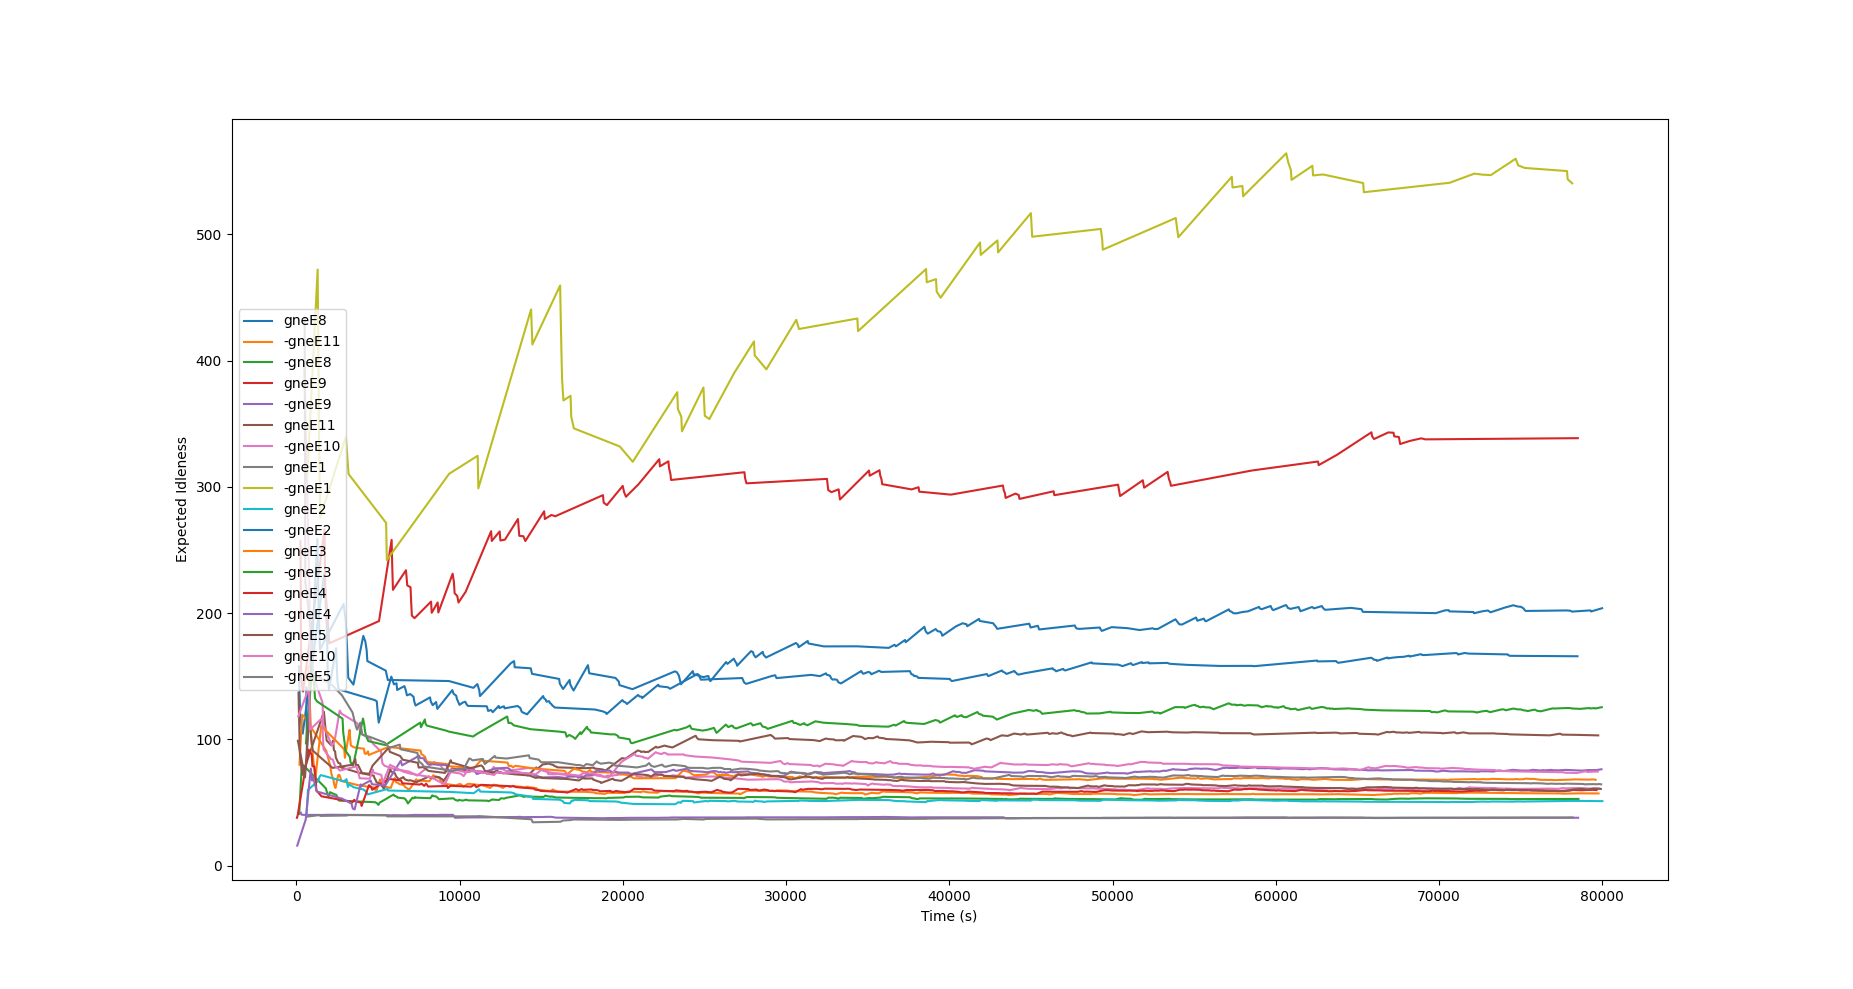 500
400
300
200
100
0
Expected Idleness
gneE8
-gneE11
-gneE8
gneE9
-gneE9
gneE11
-gneE10
gneE1
-gneE1
gneE2
-gneE2
gneE3
-gneE3
gneE4
-gneE4
gneE5
gneE10
-gneE5
0 10000 20000 30000 40000 50000 60000 70000 80000
Time (s)